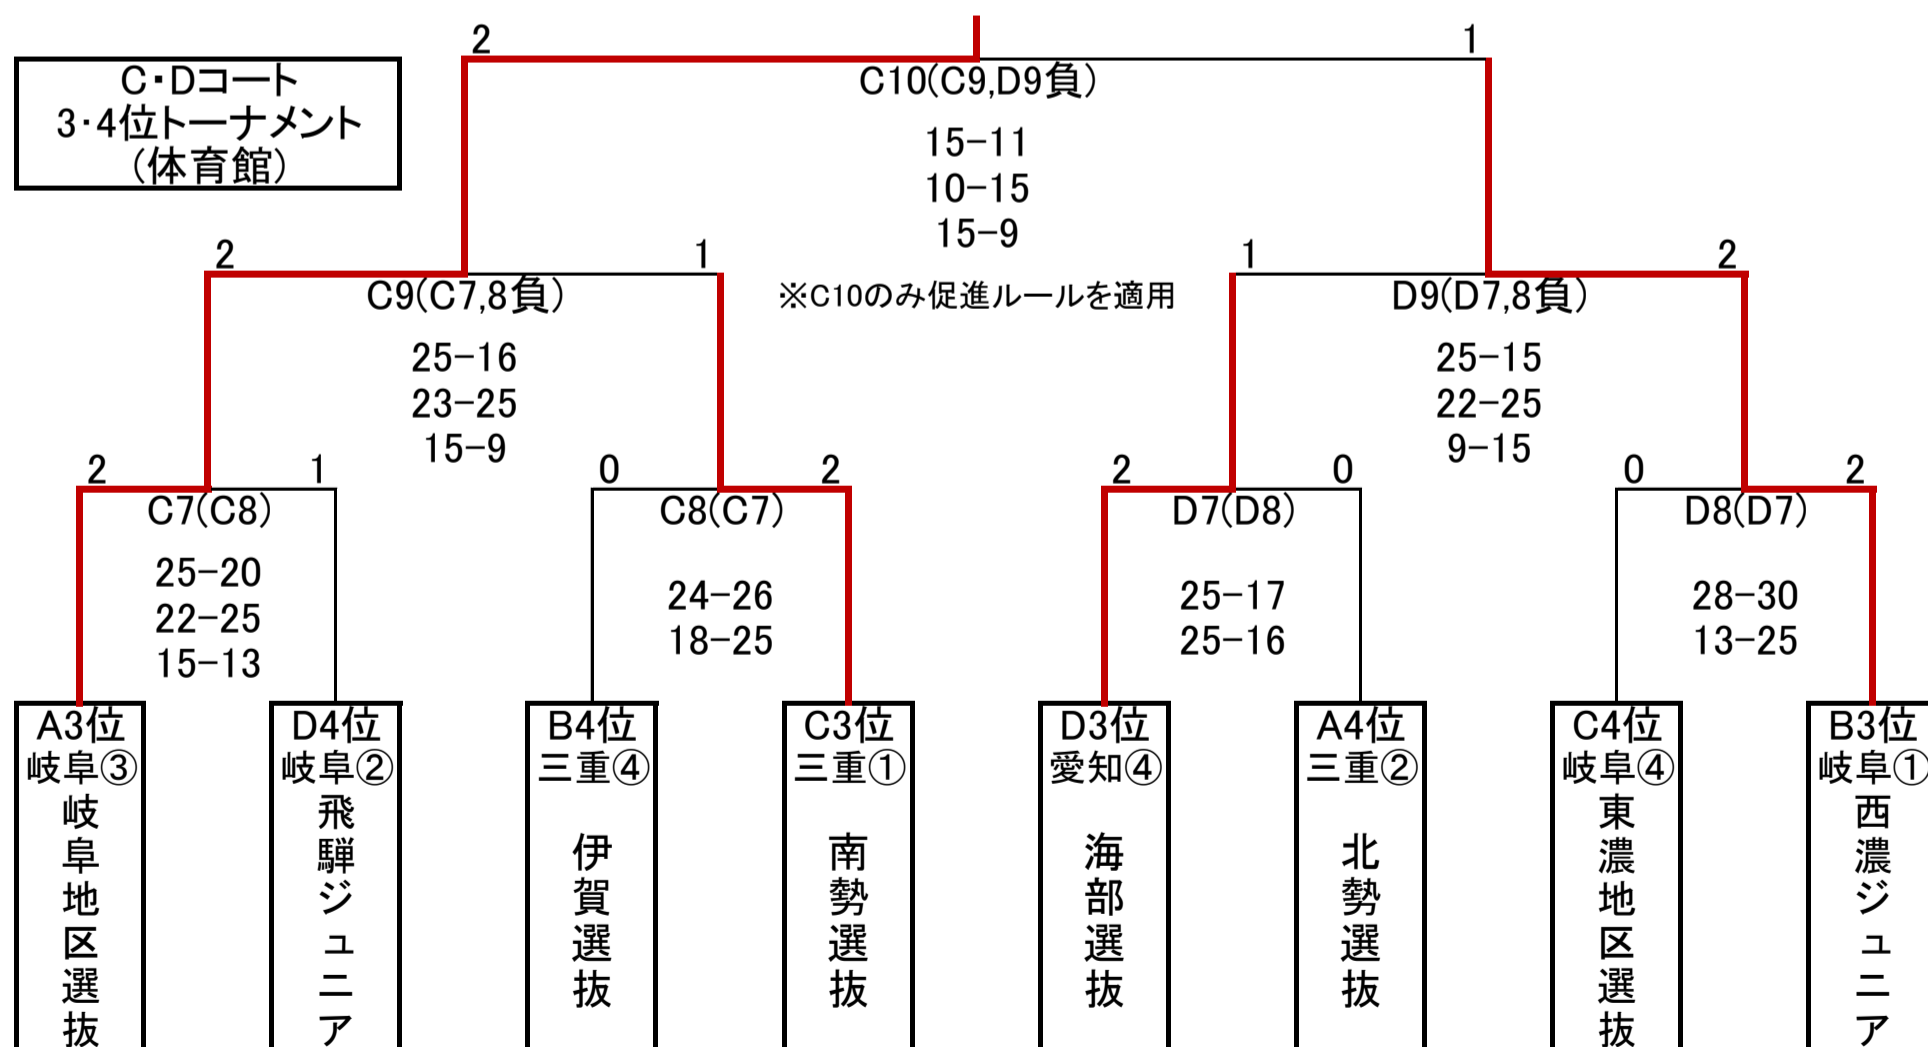 C・Dコート
3・4位トーナメント
(体育館)
2
1
C10(C9,D9負)
15-11
10-15
15-9
※C10のみ促進ルールを適用
2
1
C9(C7,8負)
25-16
23-25
15-9
1
2
D9(D7,8負)
25-15
22-25
9-15
2
1
C7(C8)
25-20
22-25
15-13
0
2
C8(C7)
24-26
18-25
2
0
D7(D8)
25-17
25-16
0
2
D8(D7)
28-30
13-25
A3位
岐阜③
岐阜地区選抜
D4位
岐阜②
飛騨ジュニア
B4位
三重④
伊賀選抜
C3位
三重①
南勢選抜
D3位
愛知④
海部選抜
A4位
三重②
北勢選抜
C4位
岐阜④
東濃地区選抜
B3位
岐阜①
西濃ジュニア